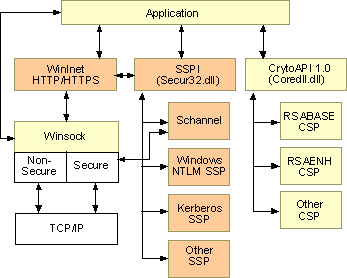 Application
WinInet
HTTP/HTTPS
SSPI
(Secur32.dll)
CrytoAPI 1.0
(Coredll.dll)
Winsock
Non-
Secure
Secure
TCP/IP
Schannel
Windows
NTLM SSP
Kerberos
SSP
Other
SSP
RSABASE
CSP
RSAENH
CSP
Other
CSP